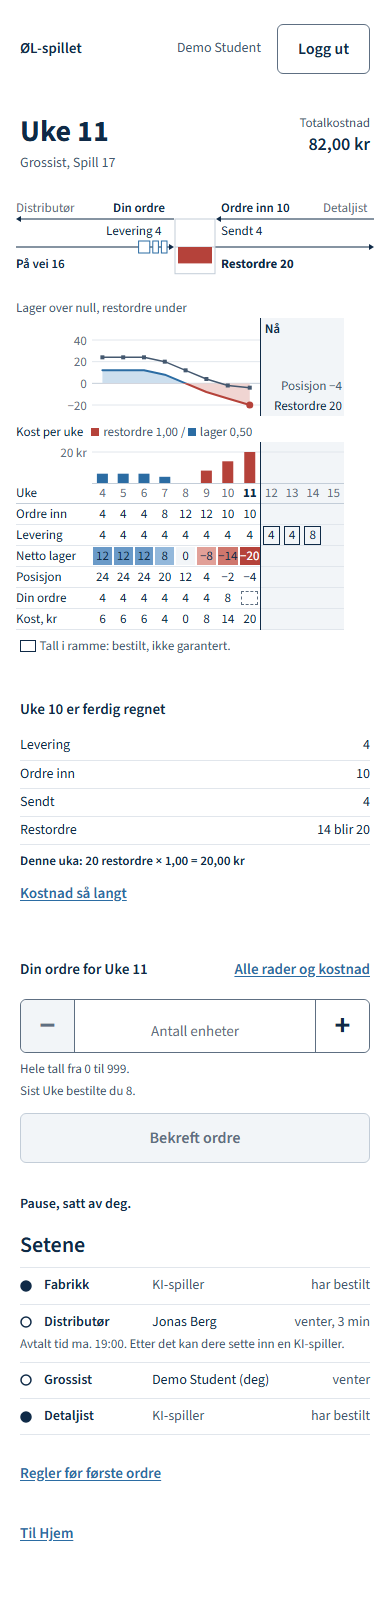 ØL-spillet Demo Student Logg ut
Uke 11 Totalkostnad
82,00 kr
Grossist, Spill 17
Distributør Din ordre Ordre inn 10 Detaljist
Levering 4 Sendt 4
På vei 16 Restordre 20
Lager over null, restordre under
Nå
40
20
0
−20
Posisjon −4
Restordre 20
Kost per uke restordre 1,00 / lager 0,50
20 kr
Uke 4 5 6 7 8 9 10 11 12 13 14 15
Ordre inn 4 4 4 8 12 12 10 10
Levering 4 4 4 4 4 4 4 4 4 4 8
Netto lager 12 12 12 8 0 −8 −14 −20
Posisjon 24 24 24 20 12 4 −2 −4
Din ordre 4 4 4 4 4 4 8
Kost, kr 6 6 6 4 0 8 14 20
Tall i ramme: bestilt, ikke garantert.
Uke 10 er ferdig regnet
Levering 4
Ordre inn 10
Sendt 4
Restordre 14 blir 20
Denne uka: 20 restordre × 1,00 = 20,00 kr
Kostnad så langt
Din ordre for Uke 11 Alle rader og kostnad
− Antall enheter +
Hele tall fra 0 til 999.
Sist Uke bestilte du 8.
Bekreft ordre
Pause, satt av deg.
Setene
Fabrikk KI-spiller har bestilt
Distributør Jonas Berg venter, 3 min
Avtalt tid ma. 19:00. Etter det kan dere sette inn en KI-spiller.
Grossist Demo Student (deg) venter
Detaljist KI-spiller har bestilt
Regler før første ordre
Til Hjem